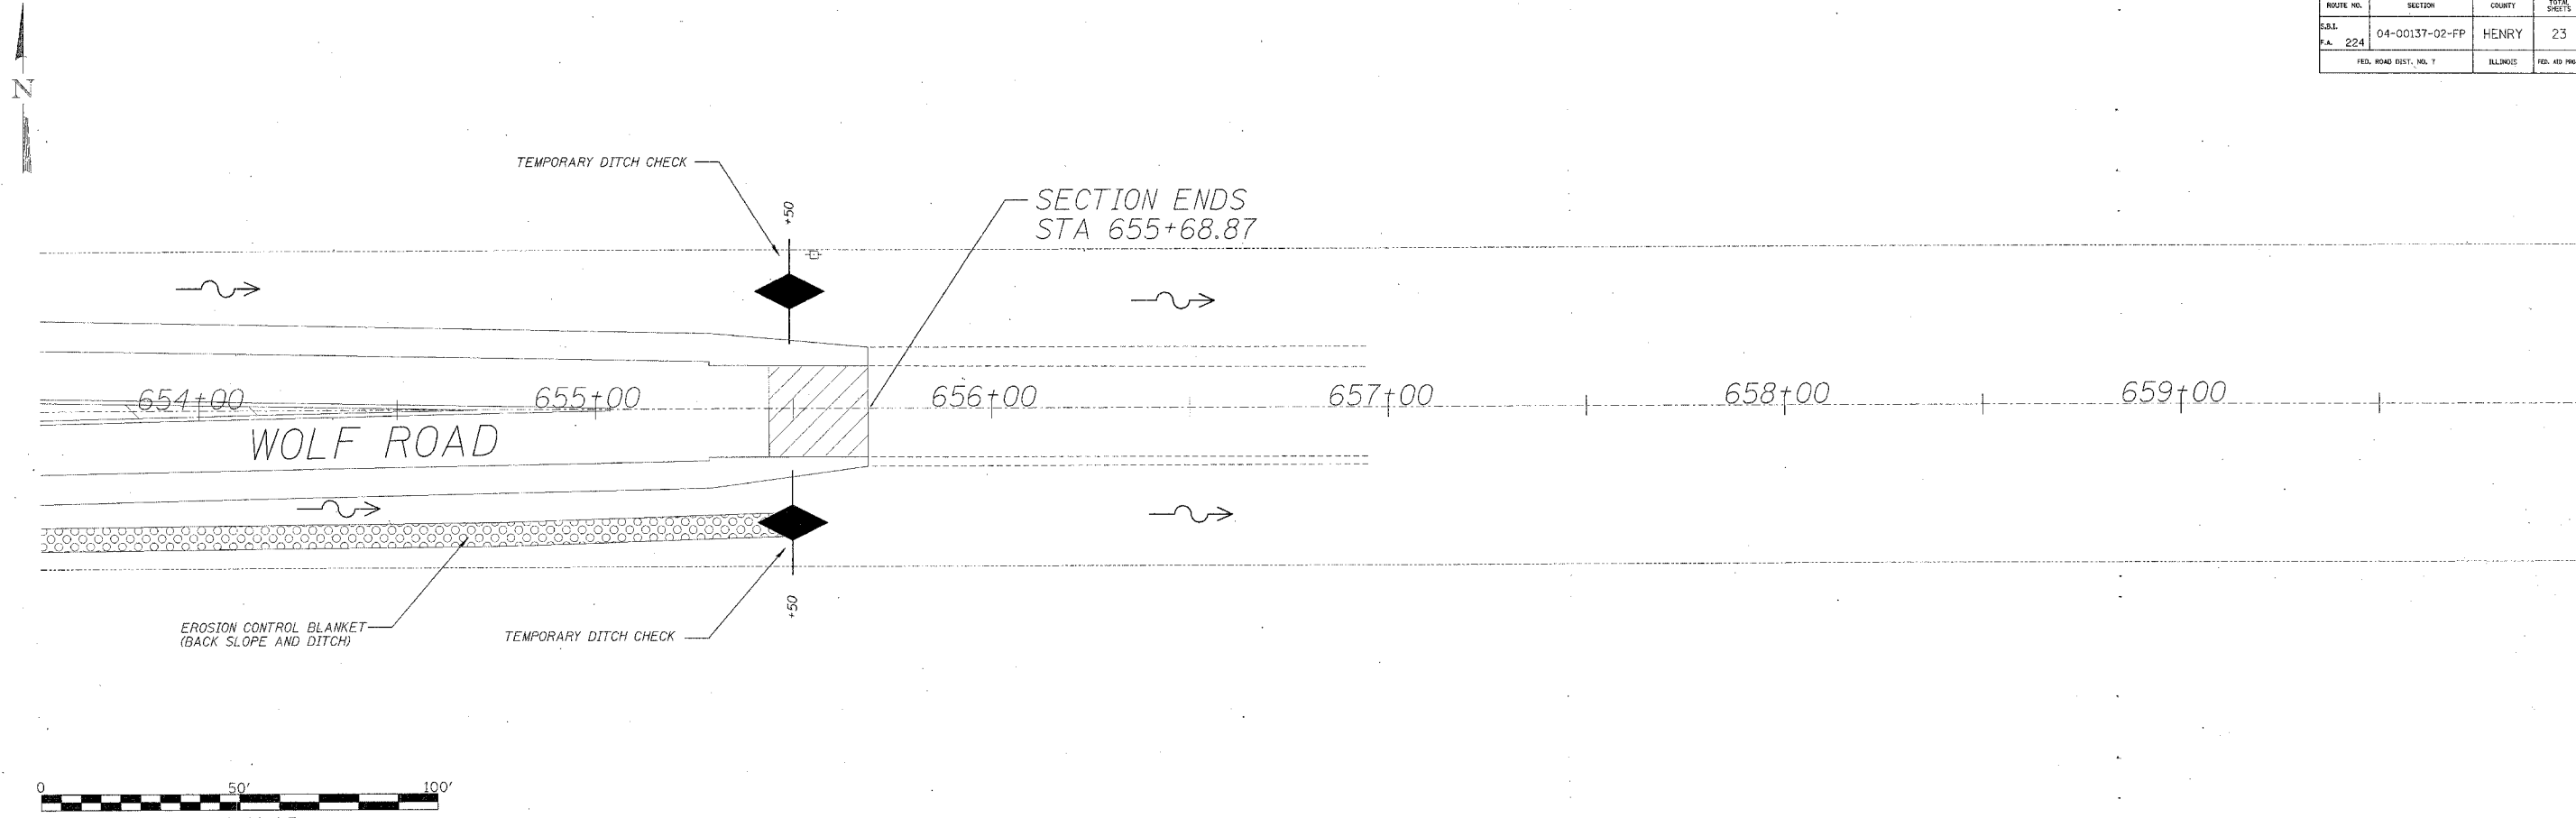 ROUTE NO. SECTION COUNTY TOTAL SHEETS
S.B.I.
F.A. 224 04-00137-02-FP HENRY 23
FED. ROAD DIST. NO. 7 ILLINOIS FED. AID
N
TEMPORARY DITCH CHECK
+50
SECTION ENDS
STA 655+68.87
654+00 655+00 656+00 657+00 658+00 659+00
WOLF ROAD
EROSION CONTROL BLANKET
(BACK SLOPE AND DITCH)
TEMPORARY DITCH CHECK
+50
0 50' 100'